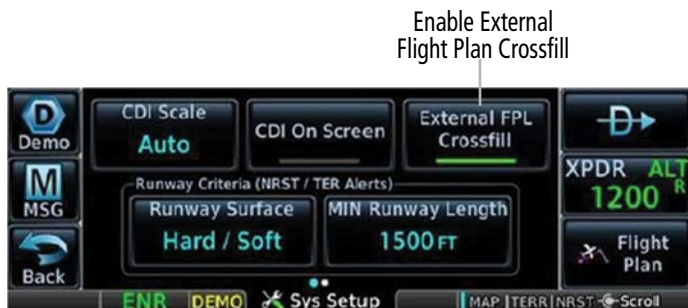 Enable External
Flight Plan Crossfill
D
Demo
CDI Scale
Auto
CDI On Screen
External FPL
Crossfill
D
M
MSG
Runway Criteria (NRST / TER Alerts)
Runway Surface
Hard / Soft
MIN Runway Length
1500 FT
XPDR ALT
1200 R
Back
Flight
Plan
ENR DEMO Sys Setup MAP TERR NRST Scroll